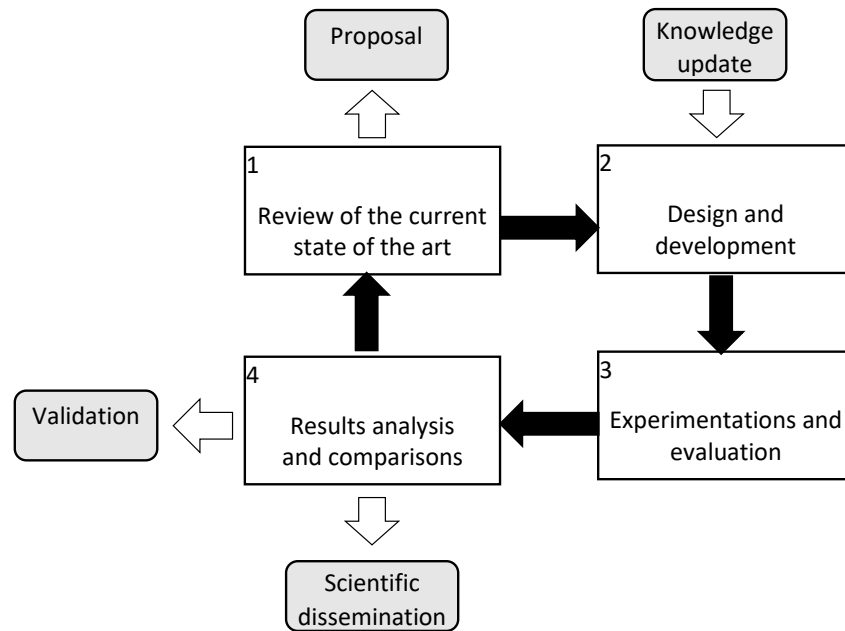 Proposal
Knowledge
update
1
Review of the current
state of the art
2
Design and
development
4
Results analysis
and comparisons
3
Experimentations and
evaluation
Validation
Scientific
dissemination